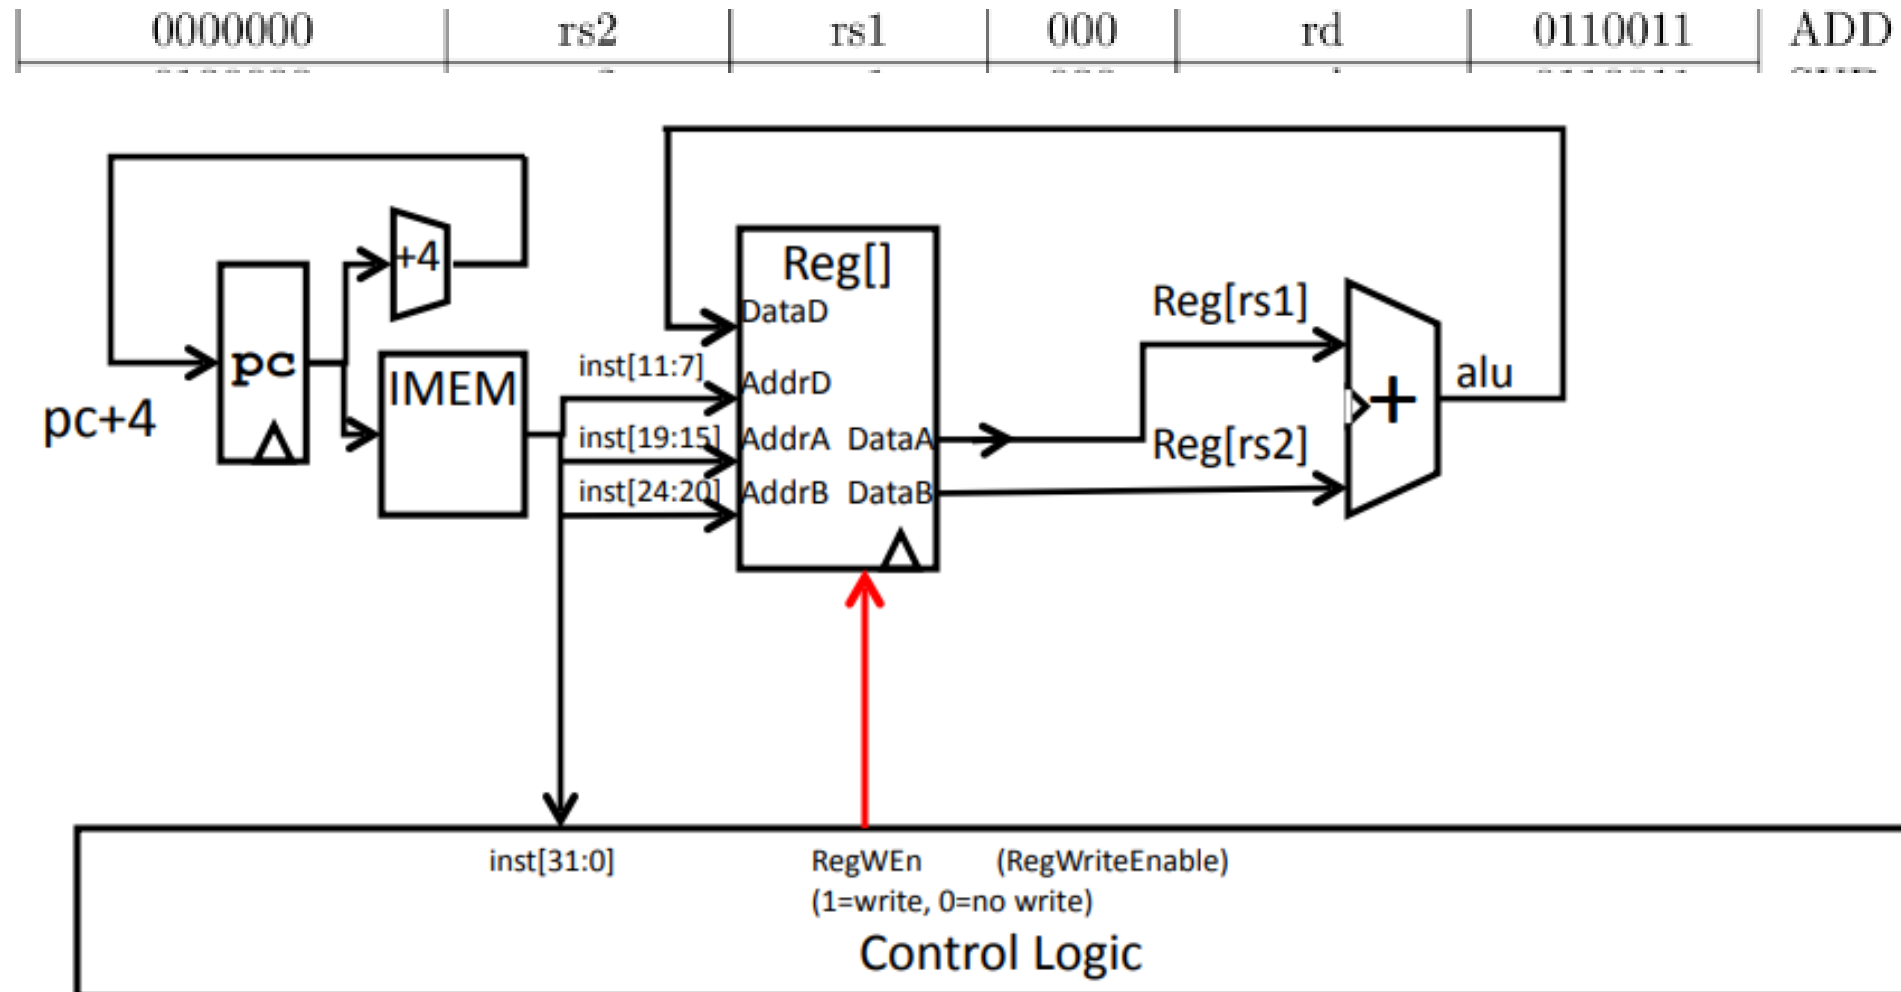 0000000 rs2 rs1 000 rd 0110011 ADD
+4
Reg[]
DataD
pc
pc+4
IMEM
inst[11:7]
AddrD
inst[19:15]
AddrA DataA
inst[24:20]
AddrB DataB
Reg[rs1]
Reg[rs2]
+
alu
inst[31:0]
RegWEn (RegWriteEnable)
(1=write, 0=no write)
Control Logic